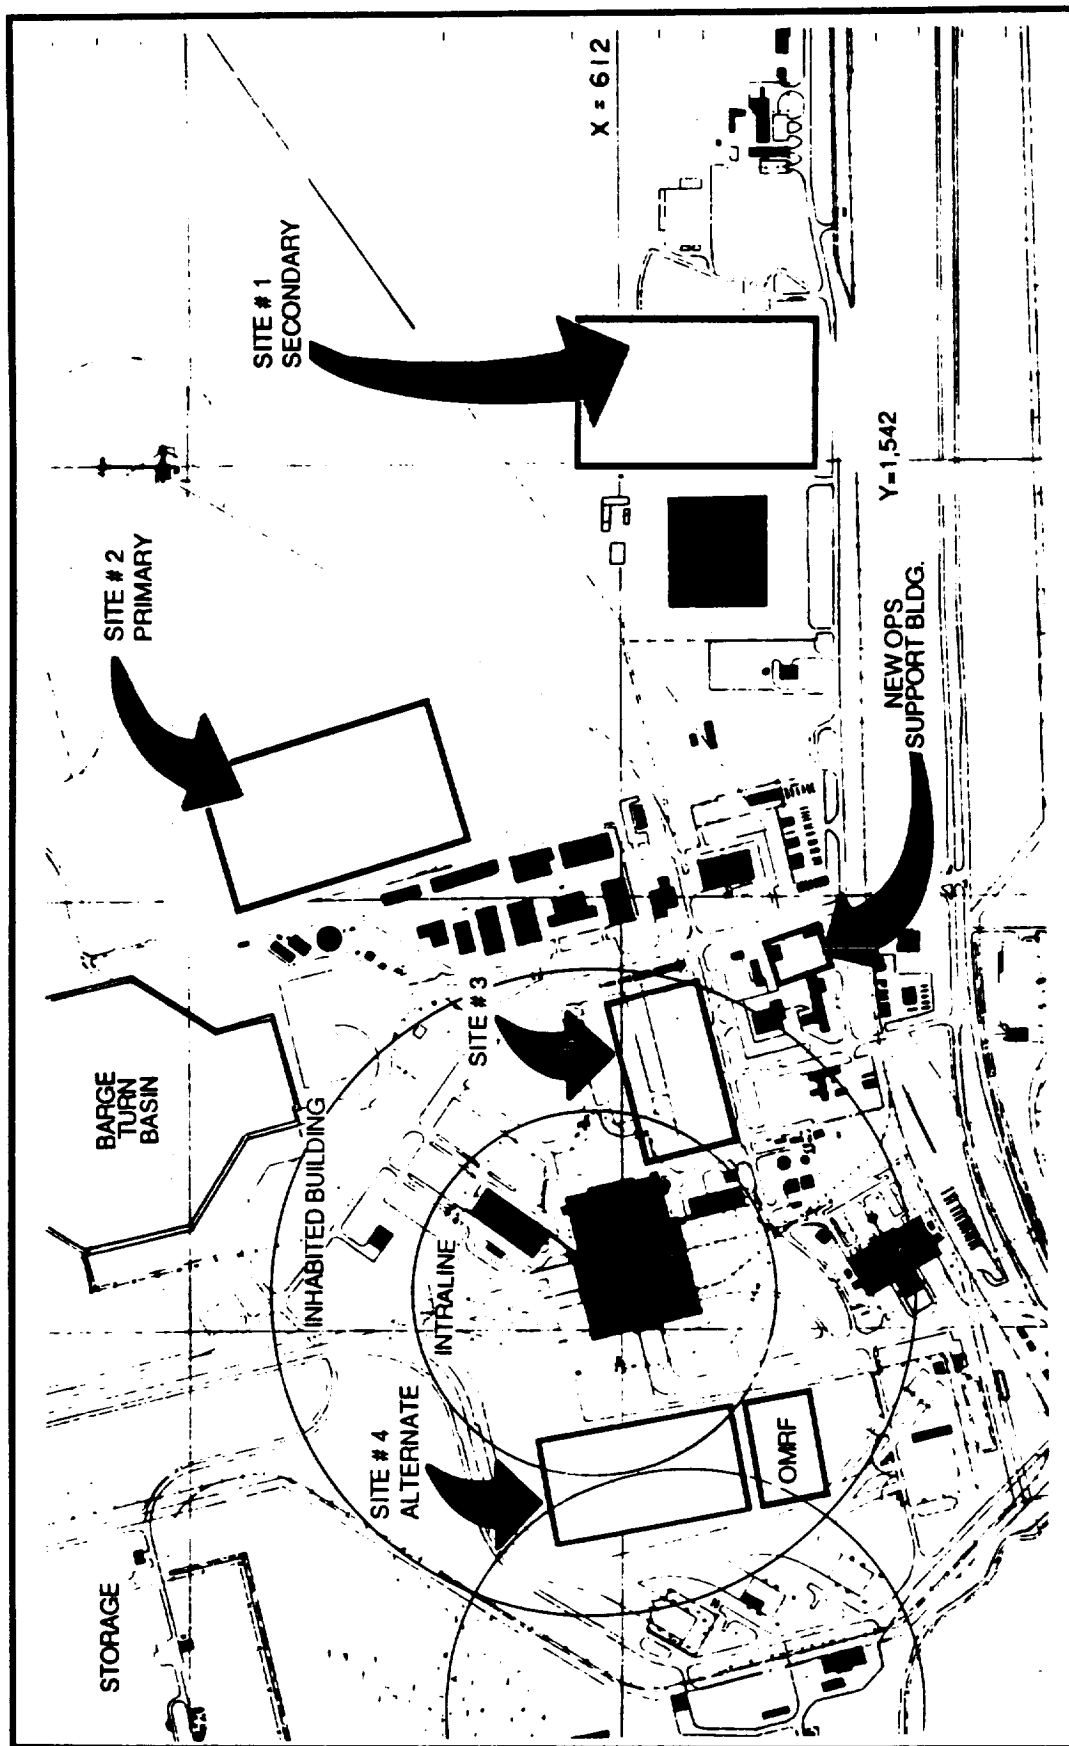 X = 612
SITE # 1
SECONDARY
Y=1,542
SITE # 2
PRIMARY
NEW OPS
SUPPORT BLDG.
SITE #3
BARGE
TURN
BASIN
INHABITED BUILDING
INTRALINE
SITE # 4
ALTERNATE
OMRF
STORAGE